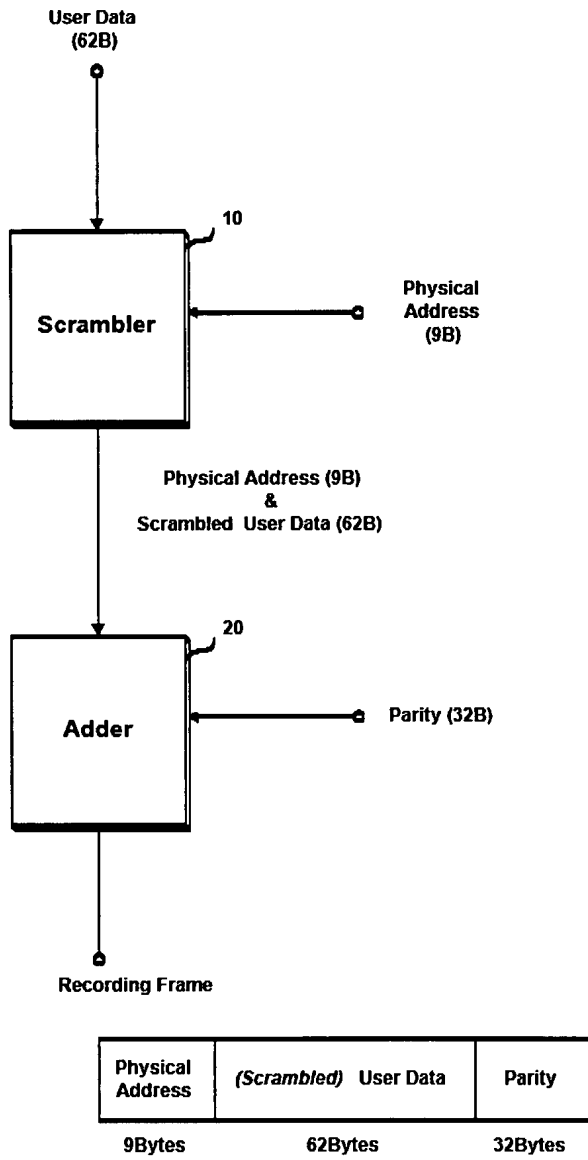 User Data
(62B)
10
Scrambler
Physical
Address
(9B)
Physical Address (9B)
&
Scrambled User Data (62B)
20
Adder
Parity (32B)
Recording Frame
Physical
Address
(Scrambled) User Data
Parity
9Bytes
62Bytes
32Bytes